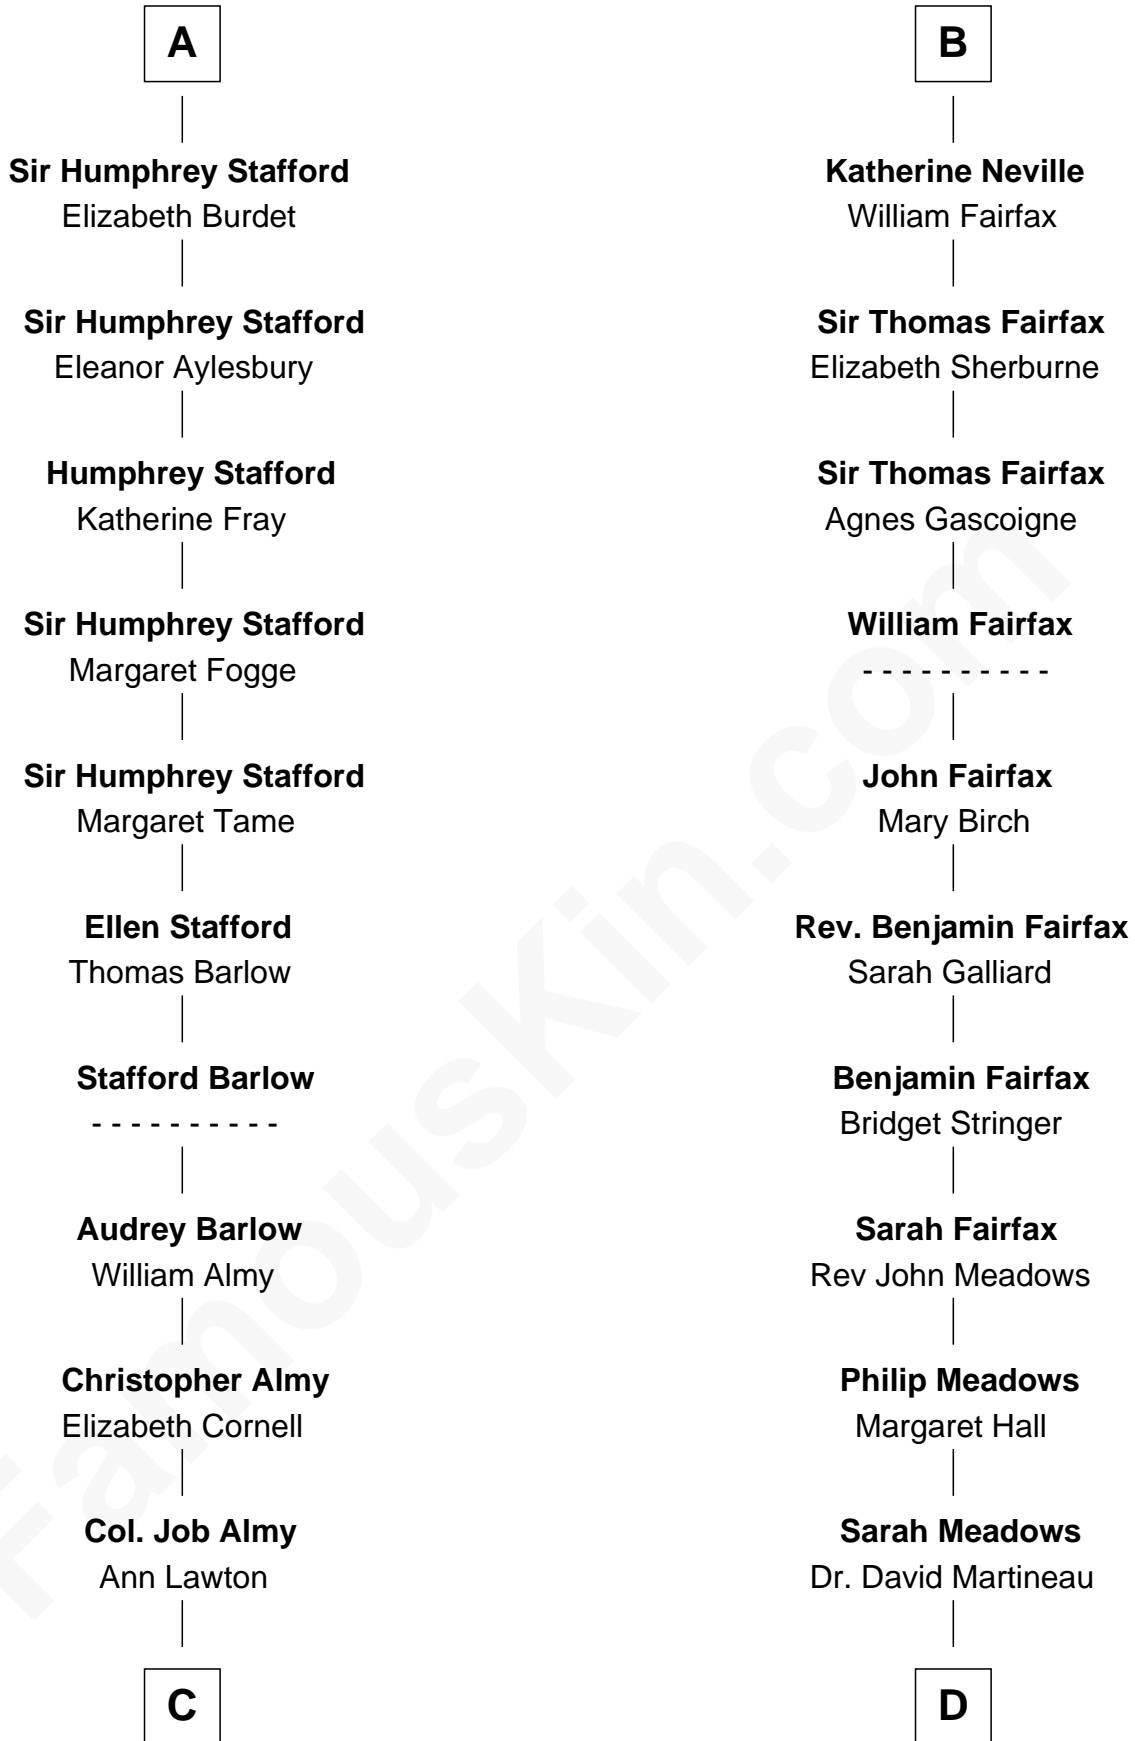 A
Sir Humphrey Stafford
Elizabeth Burdet
Sir Humphrey Stafford
Eleanor Aylesbury
Humphrey Stafford
Katherine Fray
Sir Humphrey Stafford
Margaret Fogge
Sir Humphrey Stafford
Margaret Tame
Ellen Stafford
Thomas Barlow
Stafford Barlow
- - - - - - - - - -
Audrey Barlow
William Almy
Christopher Almy
Elizabeth Cornell
Col. Job Almy
Ann Lawton
C
B
Katherine Neville
William Fairfax
Sir Thomas Fairfax
Elizabeth Sherburne
Sir Thomas Fairfax
Agnes Gascoigne
William Fairfax
- - - - - - - - - -
John Fairfax
Mary Birch
Rev. Benjamin Fairfax
Sarah Galliard
Benjamin Fairfax
Bridget Stringer
Sarah Fairfax
Rev John Meadows
Philip Meadows
Margaret Hall
Sarah Meadows
Dr. David Martineau
D
FamousKin.com